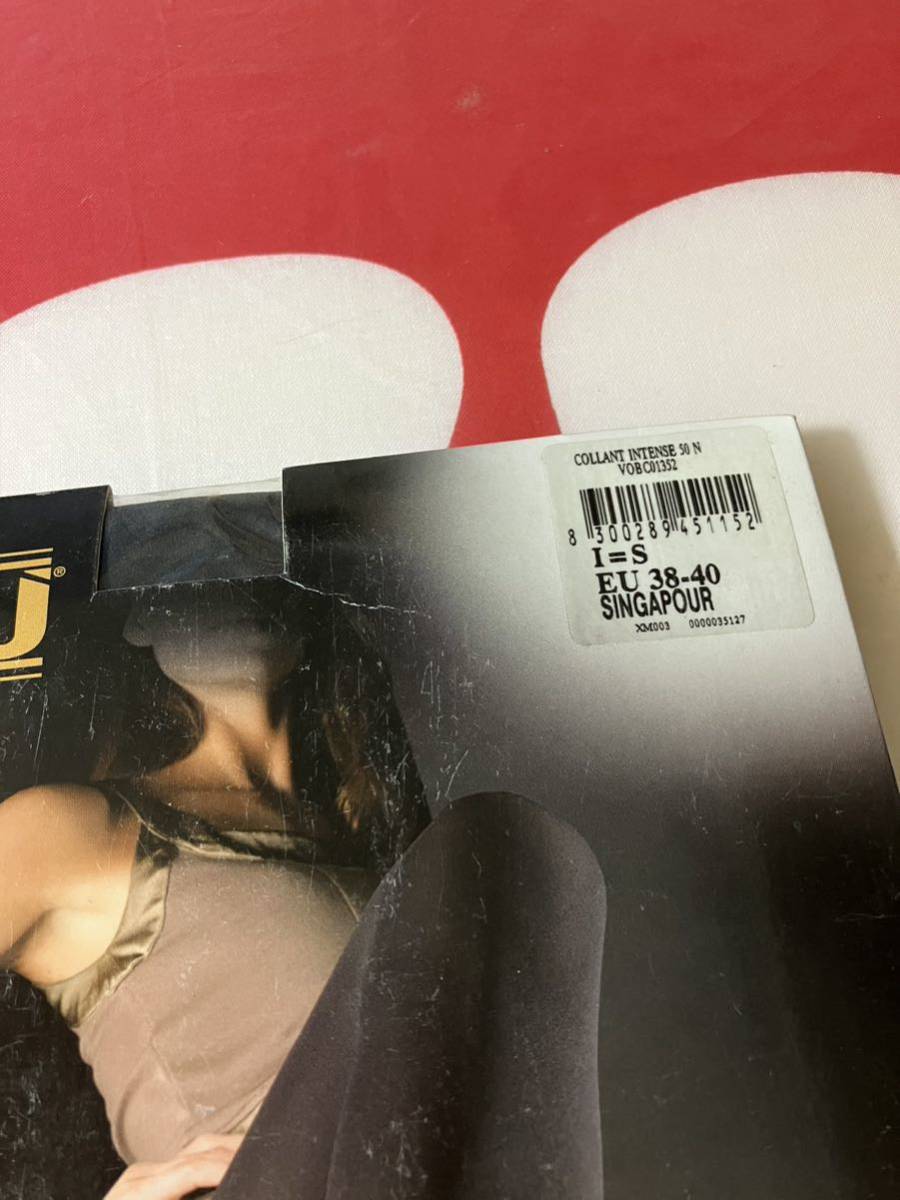 COLLANT INTENSE 50 N
VOBC01352
8 300289 451152
I=S
EU 38-40
SINGAPOUR
XM003 0000035127
U®